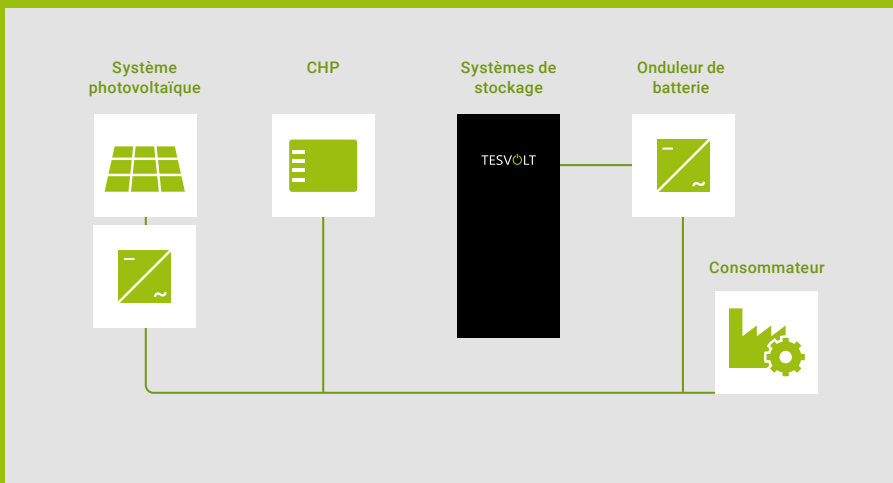 Système
photovoltaïque
CHP
Systèmes de
stockage
Onduleur de
batterie
TESVOLT
Consommateur